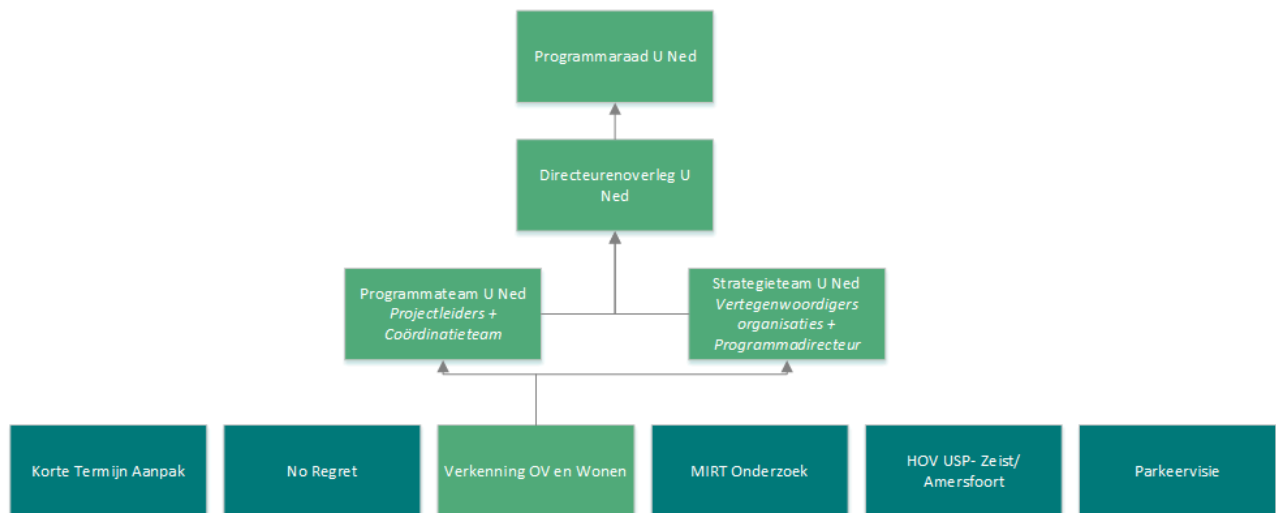 Programmaraad U Ned
Directeurenoverleg U
Ned
Programmateam U Ned
Projectleiders +
Coördinatieteam
Strategieteam U Ned
Vertegenwoordigers
organisaties +
Programmadirecteur
Korte Termijn Aanpak
No Regret
Verkenning OV en Wonen
MIRT Onderzoek
HOV USP- Zeist/
Amersfoort
Parkeervisie